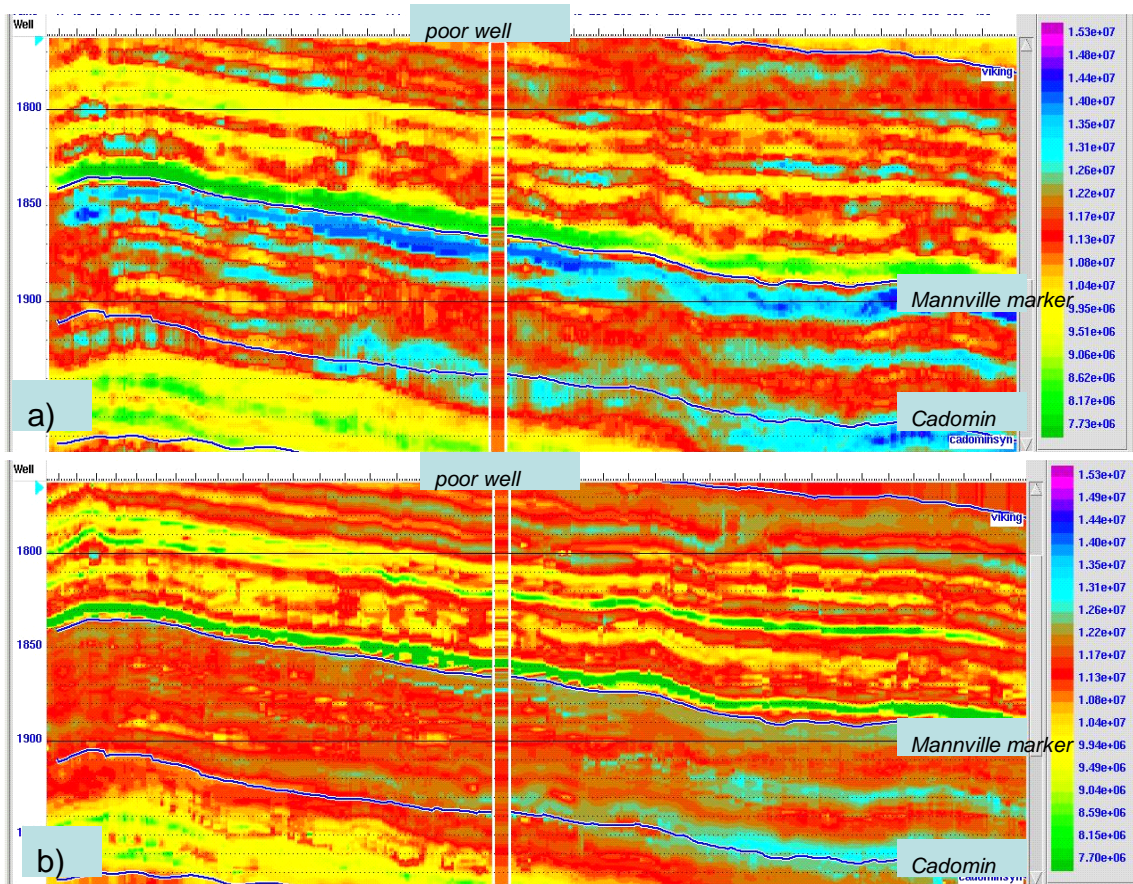 Well
poor well
viking
1800
1850
1900
Mannville marker
Cadomin
cadominsyn
a)
1.53e+07
1.49e+07
1.44e+07
1.40e+07
1.35e+07
1.31e+07
1.26e+07
1.22e+07
1.17e+07
1.13e+07
1.08e+07
1.04e+07
9.95e+06
9.51e+06
9.06e+06
8.62e+06
8.17e+06
7.73e+06
Well
poor well
viking
1800
1850
1900
Mannville marker
Cadomin
b)
1.53e+07
1.49e+07
1.44e+07
1.40e+07
1.35e+07
1.31e+07
1.26e+07
1.22e+07
1.17e+07
1.13e+07
1.08e+07
1.04e+07
9.94e+06
9.49e+06
9.04e+06
8.59e+06
8.15e+06
7.70e+06